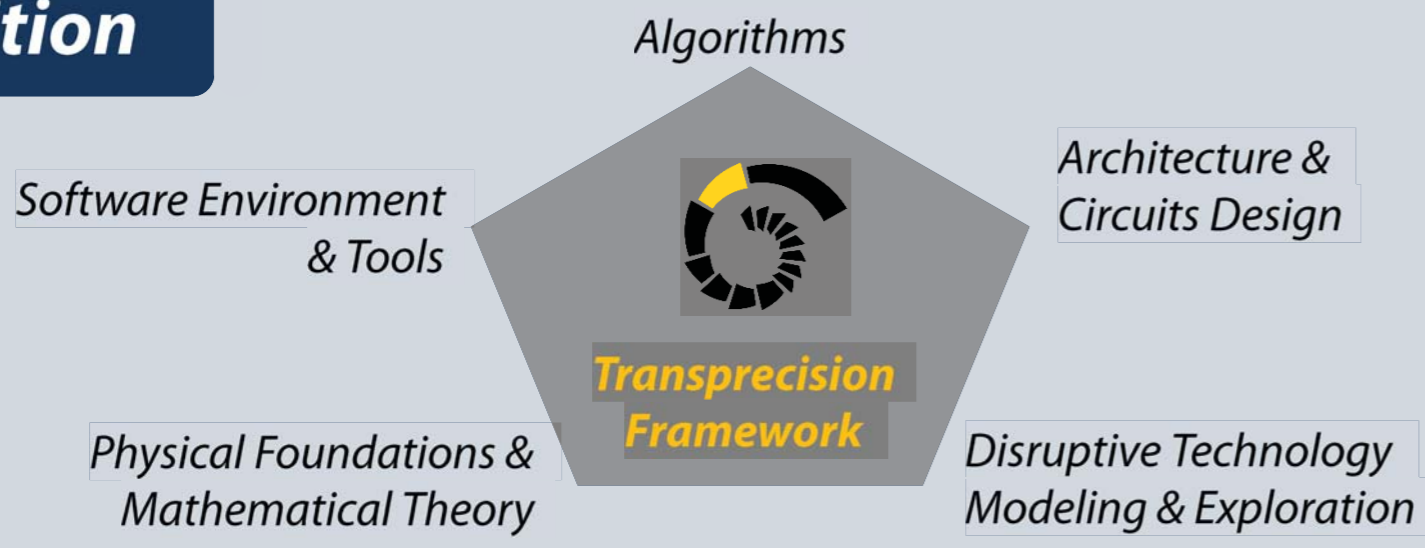 tion
Algorithms
Architecture &
Circuits Design
Software Environment
& Tools
Transprecision
Framework
Physical Foundations &
Mathematical Theory
Disruptive Technology
Modeling & Exploration